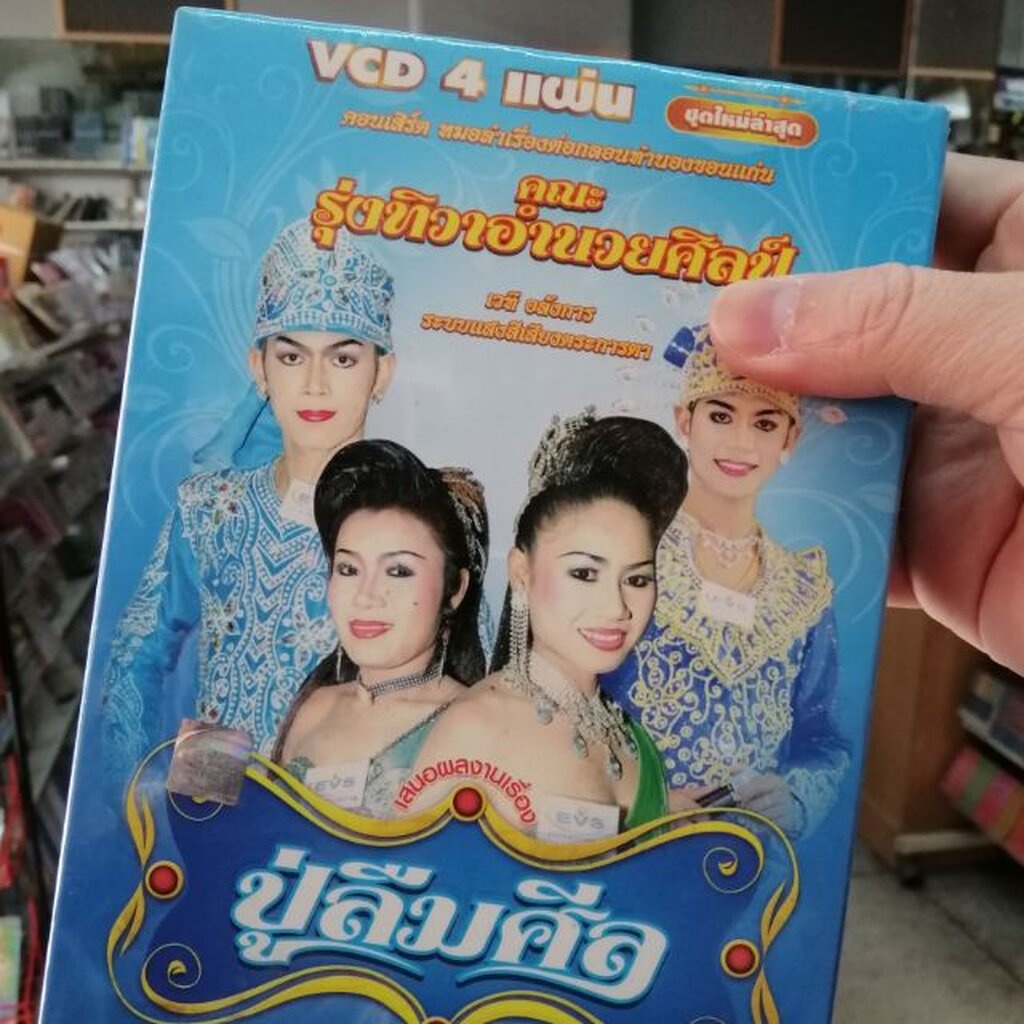 VCD 4 แผ่น
ชุดใหม่ล่าสุด
คอนเสิร์ต หมอลำเรื่องต่อกลอนทำนองขอนแก่น
คณะ
รุ่งทิวาอำนวยศิลป์
เวที อลังการ
ระบบแสงสีเสียงตระการตา
เสนอผลงานเรื่อง
EVS
EVS
ปู่ลืมศีล